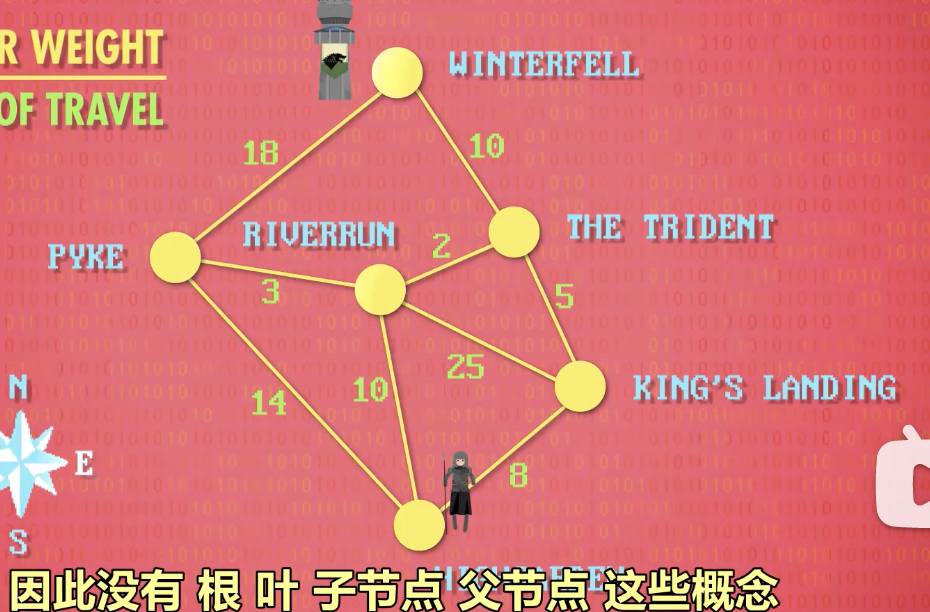 R WEIGHT
OF TRAVEL
WINTERFELL
18
10
RIVERRUN
2
THE TRIDENT
PYKE
3
5
25
14
10
KING'S LANDING
N
E
8
S
因此没有 根 叶 子节点 父节点 这些概念